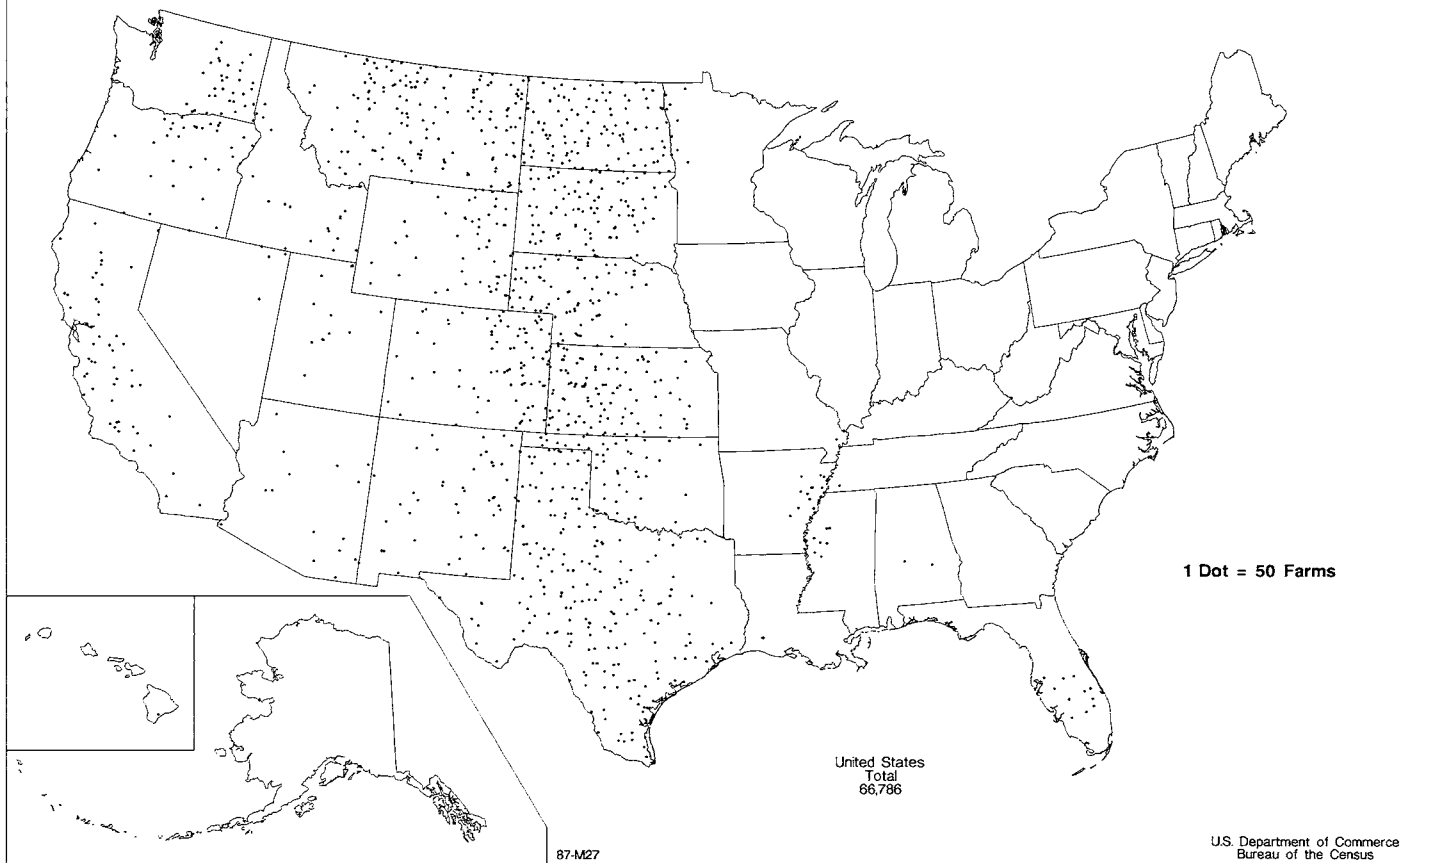 1 Dot = 50 Farms
United States
Total
66,786
87-M27
U.S. Department of Commerce
Bureau of the Census